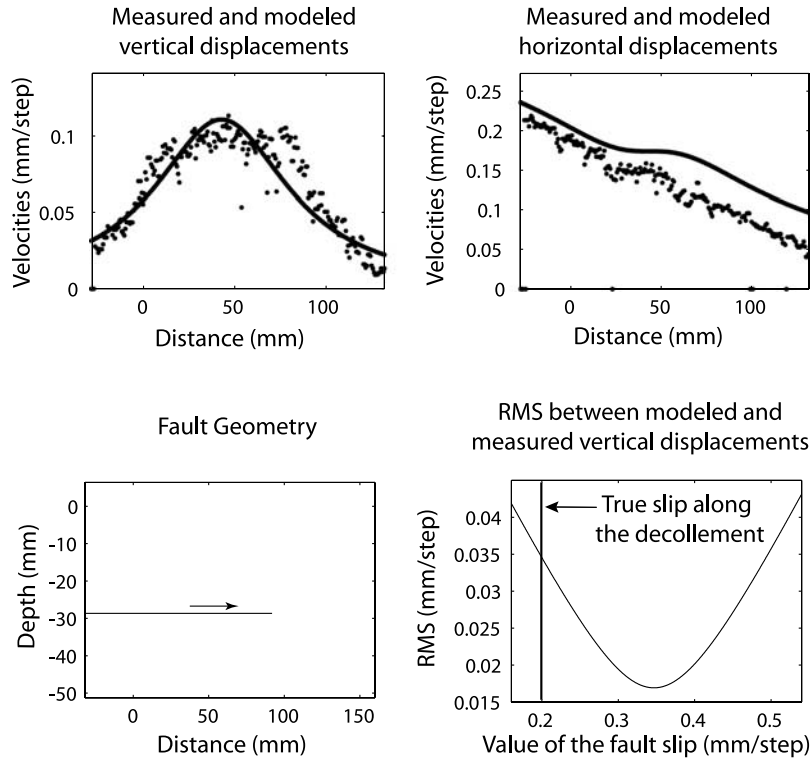 Measured and modeled
vertical displacements
Velocities (mm/step)
0.1
0.05
0
0
50
100
Distance (mm)
Measured and modeled
horizontal displacements
Velocities (mm/step)
0.25
0.2
0.15
0.1
0.05
0
0
50
100
Distance (mm)
Fault Geometry
Depth (mm)
0
-10
-20
-30
-40
-50
0
50
100
150
Distance (mm)
RMS between modeled and
measured vertical displacements
RMS (mm/step)
0.04
0.035
0.03
0.025
0.02
0.015
True slip along
the decollement
0.2
0.3
0.4
0.5
Value of the fault slip (mm/step)